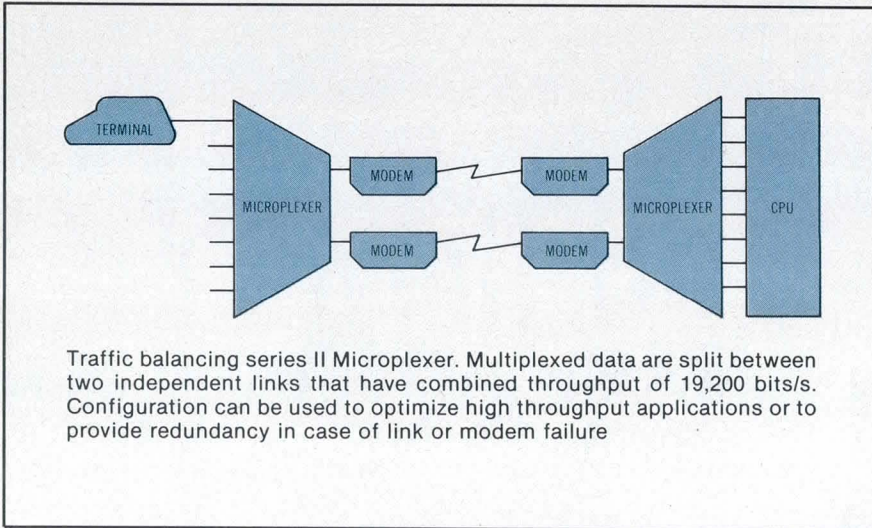 TERMINAL
MICROPLEXER
MODEM
MODEM
MODEM
MODEM
MICROPLEXER
CPU
Traffic balancing series II Microplexer. Multiplexed data are split between
two independent links that have combined throughput of 19,200 bits/s.
Configuration can be used to optimize high throughput applications or to
provide redundancy in case of link or modem failure